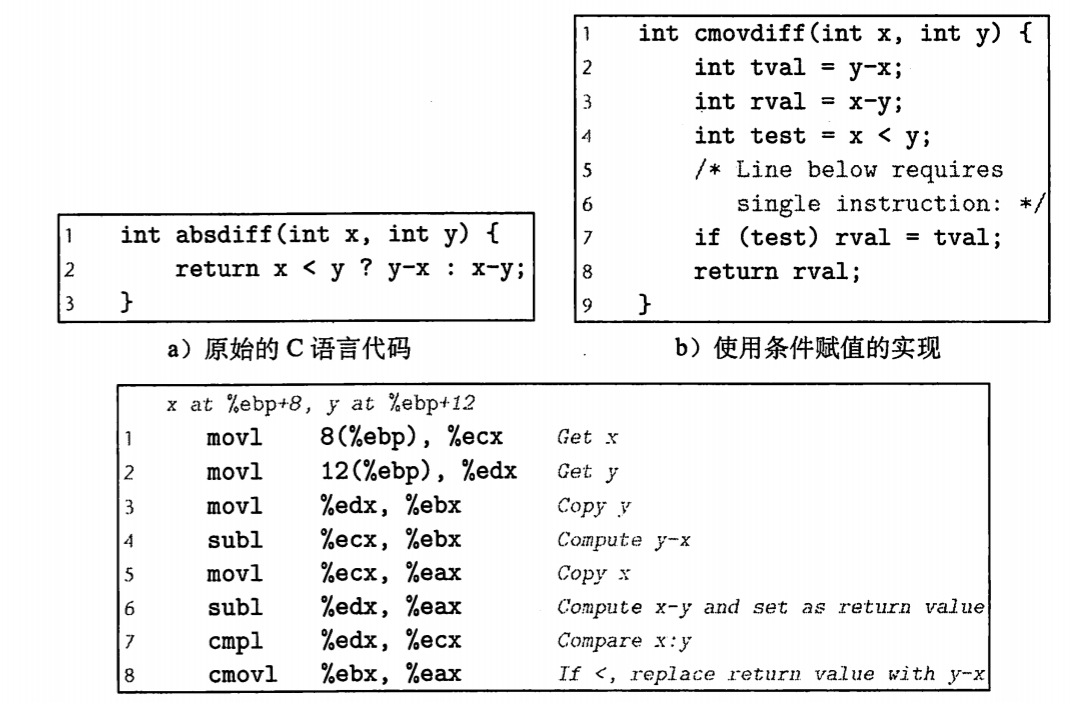 1 int absdiff(int x, int y) {
2 return x < y ? y-x : x-y;
3 }
a）原始的 C 语言代码
1 int cmovdiff(int x, int y) {
2 int tval = y-x;
3 int rval = x-y;
4 int test = x < y;
5 /* Line below requires
6 single instruction: */
7 if (test) rval = tval;
8 return rval;
9 }
b）使用条件赋值的实现
x at %ebp+8, y at %ebp+12
1 movl 8(%ebp), %ecx Get x
2 movl 12(%ebp), %edx Get y
3 movl %edx, %ebx Copy y
4 subl %ecx, %ebx Compute y-x
5 movl %ecx, %eax Copy x
6 subl %edx, %eax Compute x-y and set as return value
7 cmpl %edx, %ecx Compare x:y
8 cmovl %ebx, %eax If <, replace return value with y-x